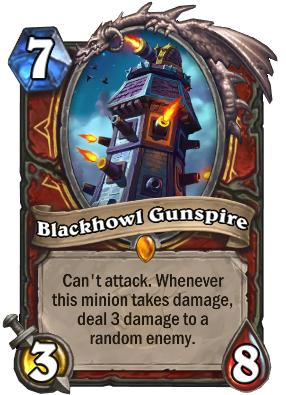 7
Blackhowl Gunspire
Can't attack. Whenever
this minion takes damage,
deal 3 damage to a
random enemy.
3
8